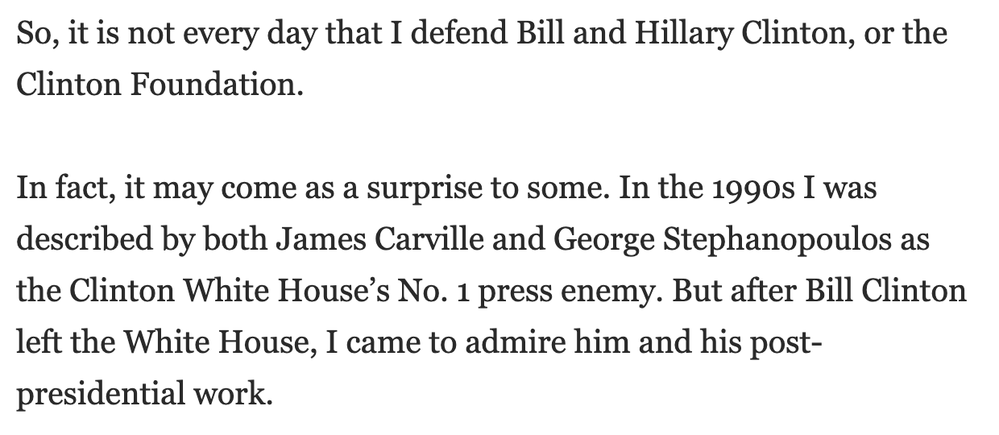 So, it is not every day that I defend Bill and Hillary Clinton, or the
Clinton Foundation.
In fact, it may come as a surprise to some. In the 1990s I was
described by both James Carville and George Stephanopoulos as
the Clinton White House’s No. 1 press enemy. But after Bill Clinton
left the White House, I came to admire him and his post-
presidential work.